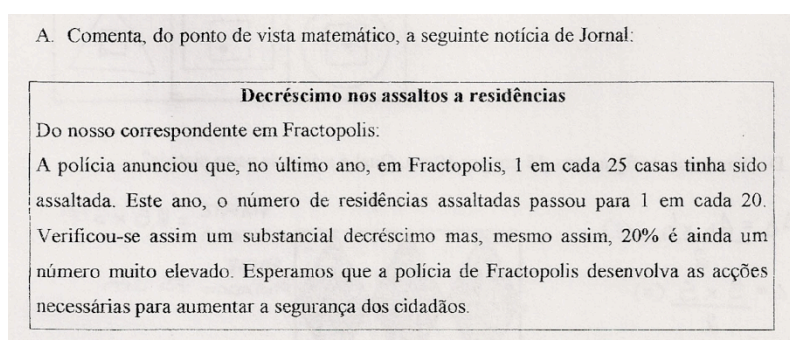 A. Comenta, do ponto de vista matemático, a seguinte notícia de Jornal:
Decréscimo nos assaltos a residências
Do nosso correspondente em Fractopolis:
A polícia anunciou que, no último ano, em Fractopolis, 1 em cada 25 casas tinha sido
assaltada. Este ano, o número de residências assaltadas passou para 1 em cada 20.
Verificou-se assim um substancial decréscimo mas, mesmo assim, 20% é ainda um
número muito elevado. Esperamos que a polícia de Fractopolis desenvolva as acções
necessárias para aumentar a segurança dos cidadãos.